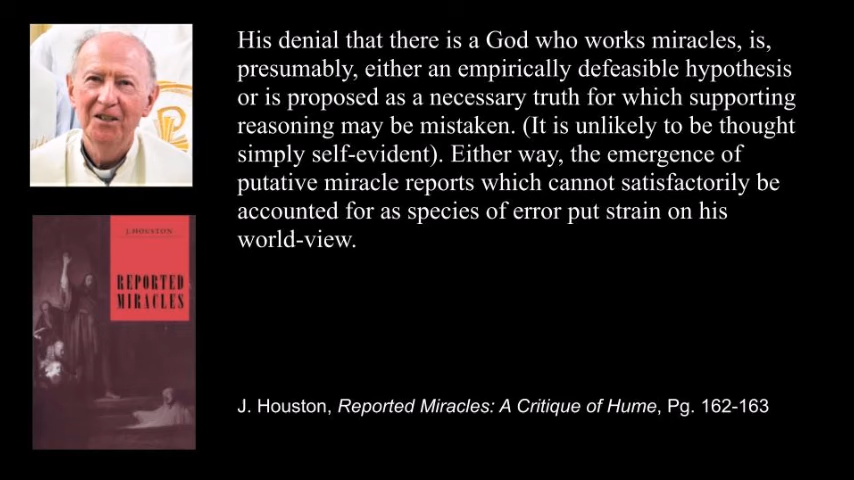 His denial that there is a God who works miracles, is,
presumably, either an empirically defeasible hypothesis
or is proposed as a necessary truth for which supporting
reasoning may be mistaken. (It is unlikely to be thought
simply self-evident). Either way, the emergence of
putative miracle reports which cannot satisfactorily be
accounted for as species of error put strain on his
world-view.
J. HOUSTON
REPORTED
MIRACLES
J. Houston, Reported Miracles: A Critique of Hume, Pg. 162-163